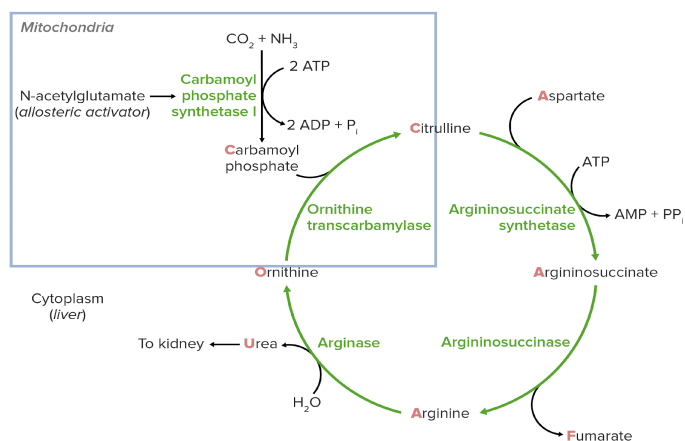 Mitochondria
CO₂ + NH₃
2 ATP
Carbamoyl
phosphate
synthetase I
N-acetylglutamate
(allosteric activator)
2 ADP + Pᵢ
Carbamoyl
phosphate
Citrulline
Aspartate
ATP
Ornithine
transcarbamylase
Argininosuccinate
synthetase
AMP + PPᵢ
Ornithine
Argininosuccinate
Cytoplasm
(liver)
To kidney
Urea
Arginase
Argininosuccinase
H₂O
Arginine
Fumarate